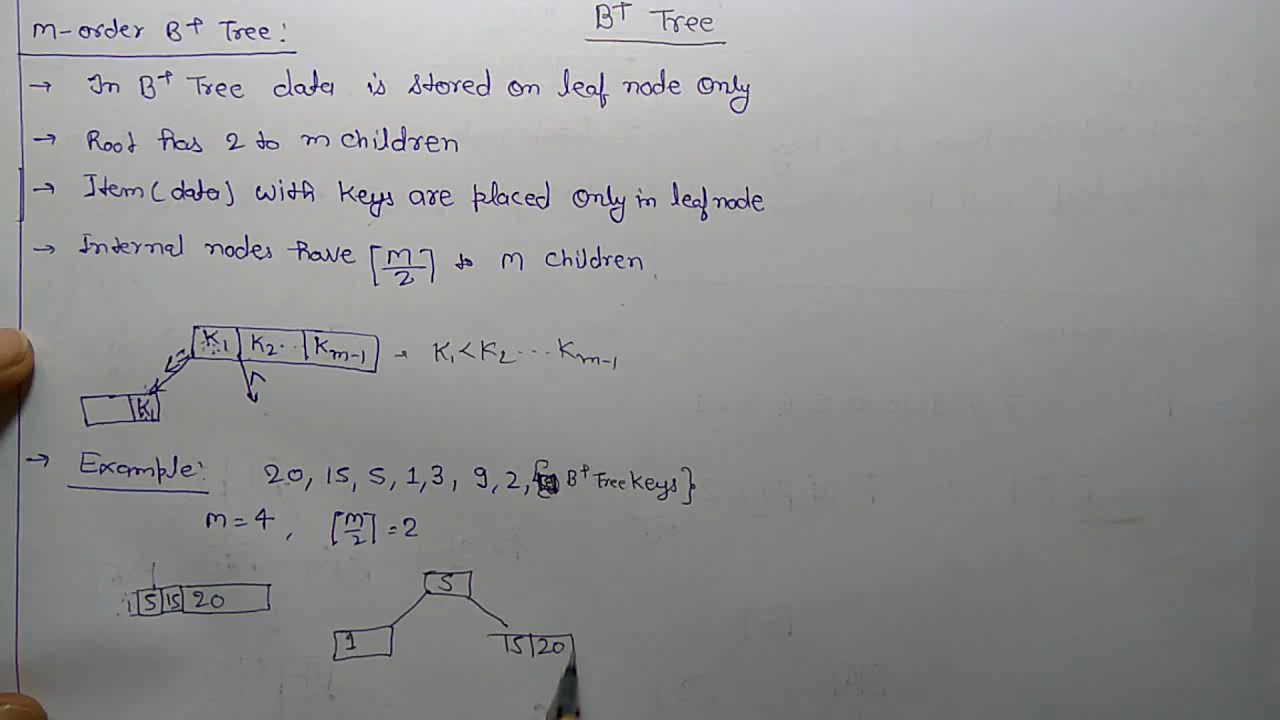 B+ Tree
m-order B+ Tree:
→ In B+ Tree data is stored on leaf node only
→ Root has 2 to m children
→ Item (data) with keys are placed only in leaf node
→ Internal nodes have ⌈m/2⌉ to m children
K1 K2.. Km-1 → K1 < K2 ... Km-1
K1
→ Example: 20, 15, 5, 1, 3, 9, 2, B+ Tree Keys}
m = 4, ⌈m/2⌉ = 2
1 5 15 20
5
1 15 20